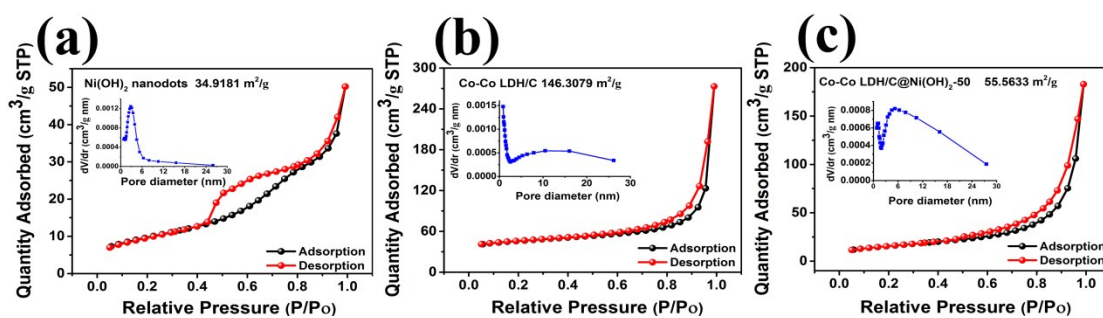 (a)
Quantity Adsorbed (cm³/g STP)
50
40
30
20
10
0
Ni(OH)₂ nanodots 34.9181 m²/g
dV/dr (cm³/g nm)
0.0012
0.0008
0.0004
0.0000
0 6 12 18 24 30
Pore diameter (nm)
Adsorption
Desorption
0.0 0.2 0.4 0.6 0.8 1.0
Relative Pressure (P/Po)
(b)
Quantity Adsorbed (cm³/g STP)
300
240
180
120
60
0
Co-Co LDH/C 146.3079 m²/g
dV/dr (cm³/g nm)
0.0015
0.0010
0.0005
0.0000
0 10 20 30
Pore diameter (nm)
Adsorption
Desorption
0.0 0.2 0.4 0.6 0.8 1.0
Relative Pressure (P/Po)
(c)
Quantity Adsorbed (cm³/g STP)
200
150
100
50
0
Co-Co LDH/C@Ni(OH)₂-50 55.5633 m²/g
dV/dr (cm³/g nm)
0.0008
0.0006
0.0004
0.0002
0.0000
0 6 12 18 24 30
Pore diameter (nm)
Adsorption
Desorption
0.0 0.2 0.4 0.6 0.8 1.0
Relative Pressure (P/Po)